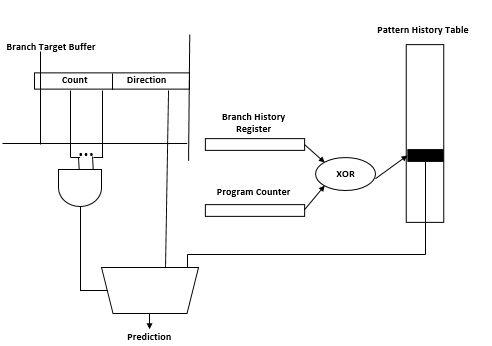 Pattern History Table
Branch Target Buffer
Count
Direction
Branch History
Register
Program Counter
XOR
Prediction